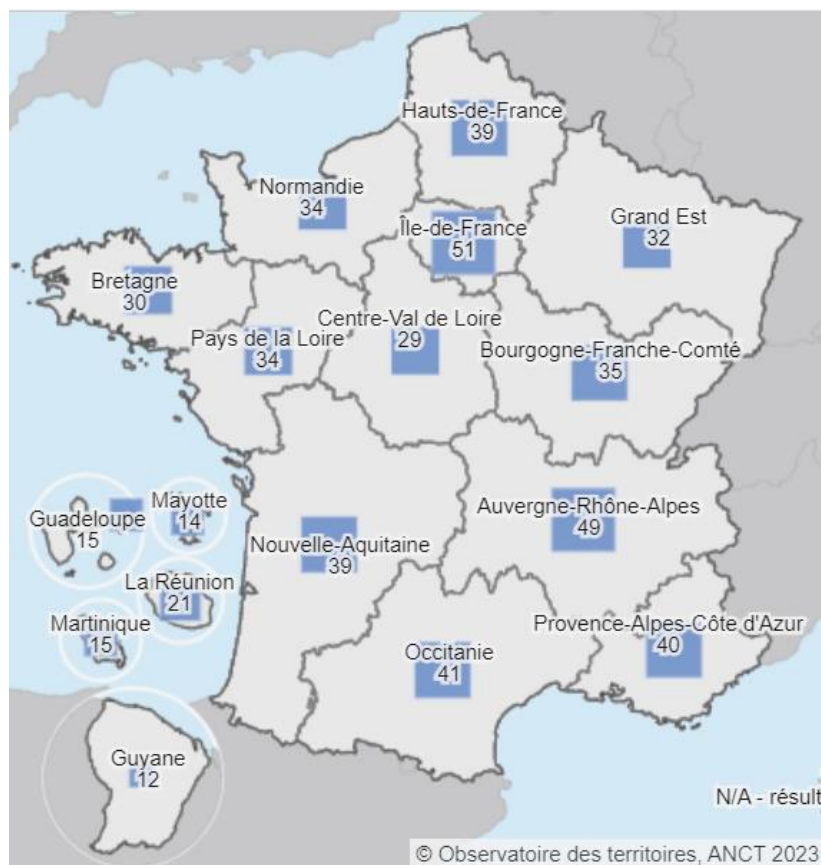 Hauts-de-France
39
Normandie
34
Île-de-France
51
Grand Est
32
Bretagne
30
Pays de la Loire
34
Centre-Val de Loire
29
Bourgogne-Franche-Comté
35
Mayotte
14
Guadeloupe
15
Auvergne-Rhône-Alpes
49
Nouvelle-Aquitaine
39
La Réunion
21
Martinique
15
Provence-Alpes-Côte d'Azur
40
Occitanie
41
Guyane
12
N/A - résult
© Observatoire des territoires, ANCT 2023